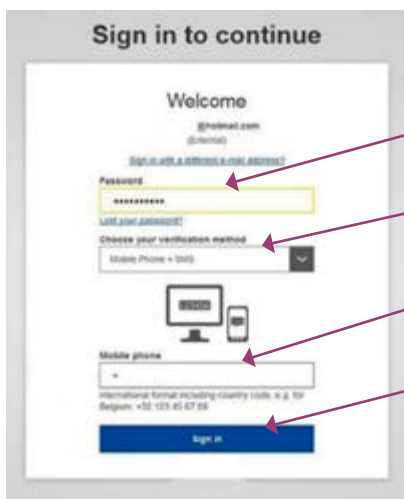 Sign in to continue
Welcome
@hotmail.com
(External)
Sign in with a different e-mail address?
Password
••••••••••
Lost your password?
Choose your verification method
Mobile Phone + SMS
Mobile phone
+
International format including country code, e.g. for
Belgium: +32 123 45 67 89
Sign in